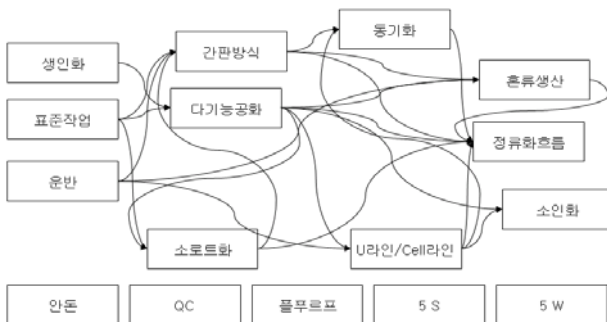 동기화
간판방식
생인화
혼류생산
다기능공화
표준작업
정류화흐름
운반
소인화
소로트화
U라인/Cell라인
안돈
QC
풀푸르프
5 S
5 W